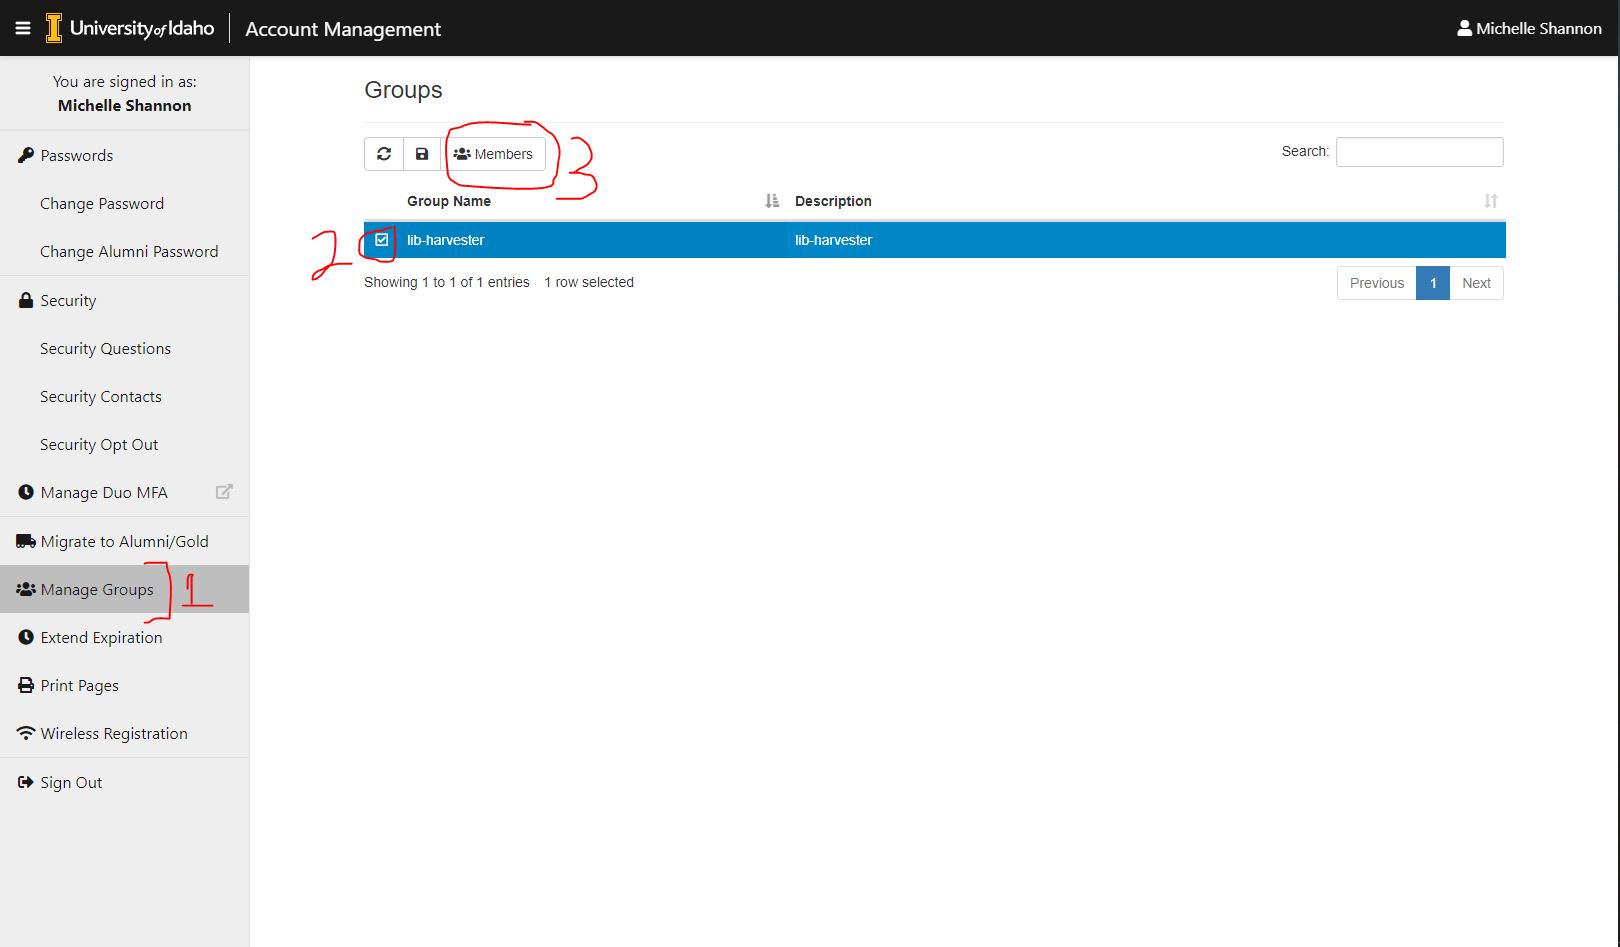 University of Idaho | Account Management
Michelle Shannon
You are signed in as:
Michelle Shannon
Passwords
Change Password
Change Alumni Password
Security
Security Questions
Security Contacts
Security Opt Out
Manage Duo MFA
Migrate to Alumni/Gold
Manage Groups 1
Extend Expiration
Print Pages
Wireless Registration
Sign Out
Groups
Members 3
Search:
Group Name Description
2 lib-harvester lib-harvester
Showing 1 to 1 of 1 entries 1 row selected
Previous 1 Next